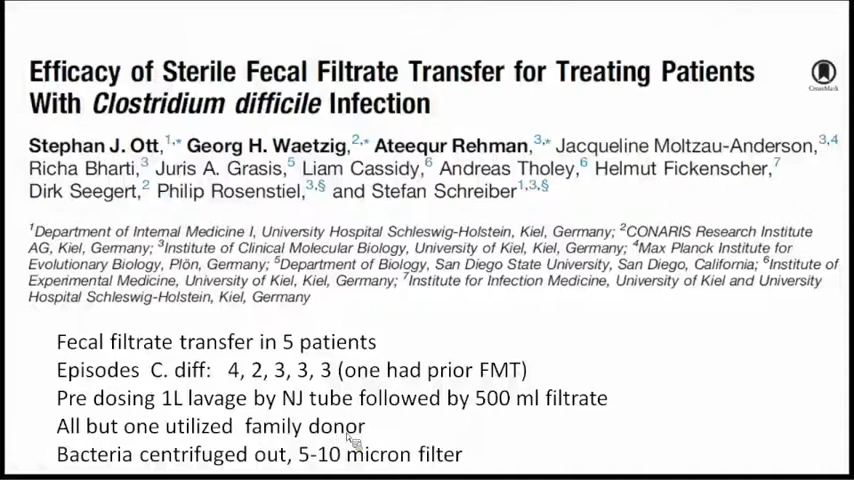 Efficacy of Sterile Fecal Filtrate Transfer for Treating Patients
With Clostridium difficile Infection
CrossMark
Stephan J. Ott,1,* Georg H. Waetzig,2,* Ateequr Rehman,3,* Jacqueline Moltzau-Anderson,3,4
Richa Bharti,3 Juris A. Grasis,5 Liam Cassidy,6 Andreas Tholey,6 Helmut Fickenscher,7
Dirk Seegert,2 Philip Rosenstiel,3,§ and Stefan Schreiber1,3,§
1Department of Internal Medicine I, University Hospital Schleswig-Holstein, Kiel, Germany; 2CONARIS Research Institute
AG, Kiel, Germany; 3Institute of Clinical Molecular Biology, University of Kiel, Kiel, Germany; 4Max Planck Institute for
Evolutionary Biology, Plön, Germany; 5Department of Biology, San Diego State University, San Diego, California; 6Institute of
Experimental Medicine, University of Kiel, Kiel, Germany; 7Institute for Infection Medicine, University of Kiel and University
Hospital Schleswig-Holstein, Kiel, Germany
Fecal filtrate transfer in 5 patients
Episodes C. diff: 4, 2, 3, 3, 3 (one had prior FMT)
Pre dosing 1L lavage by NJ tube followed by 500 ml filtrate
All but one utilized family donor
Bacteria centrifuged out, 5-10 micron filter